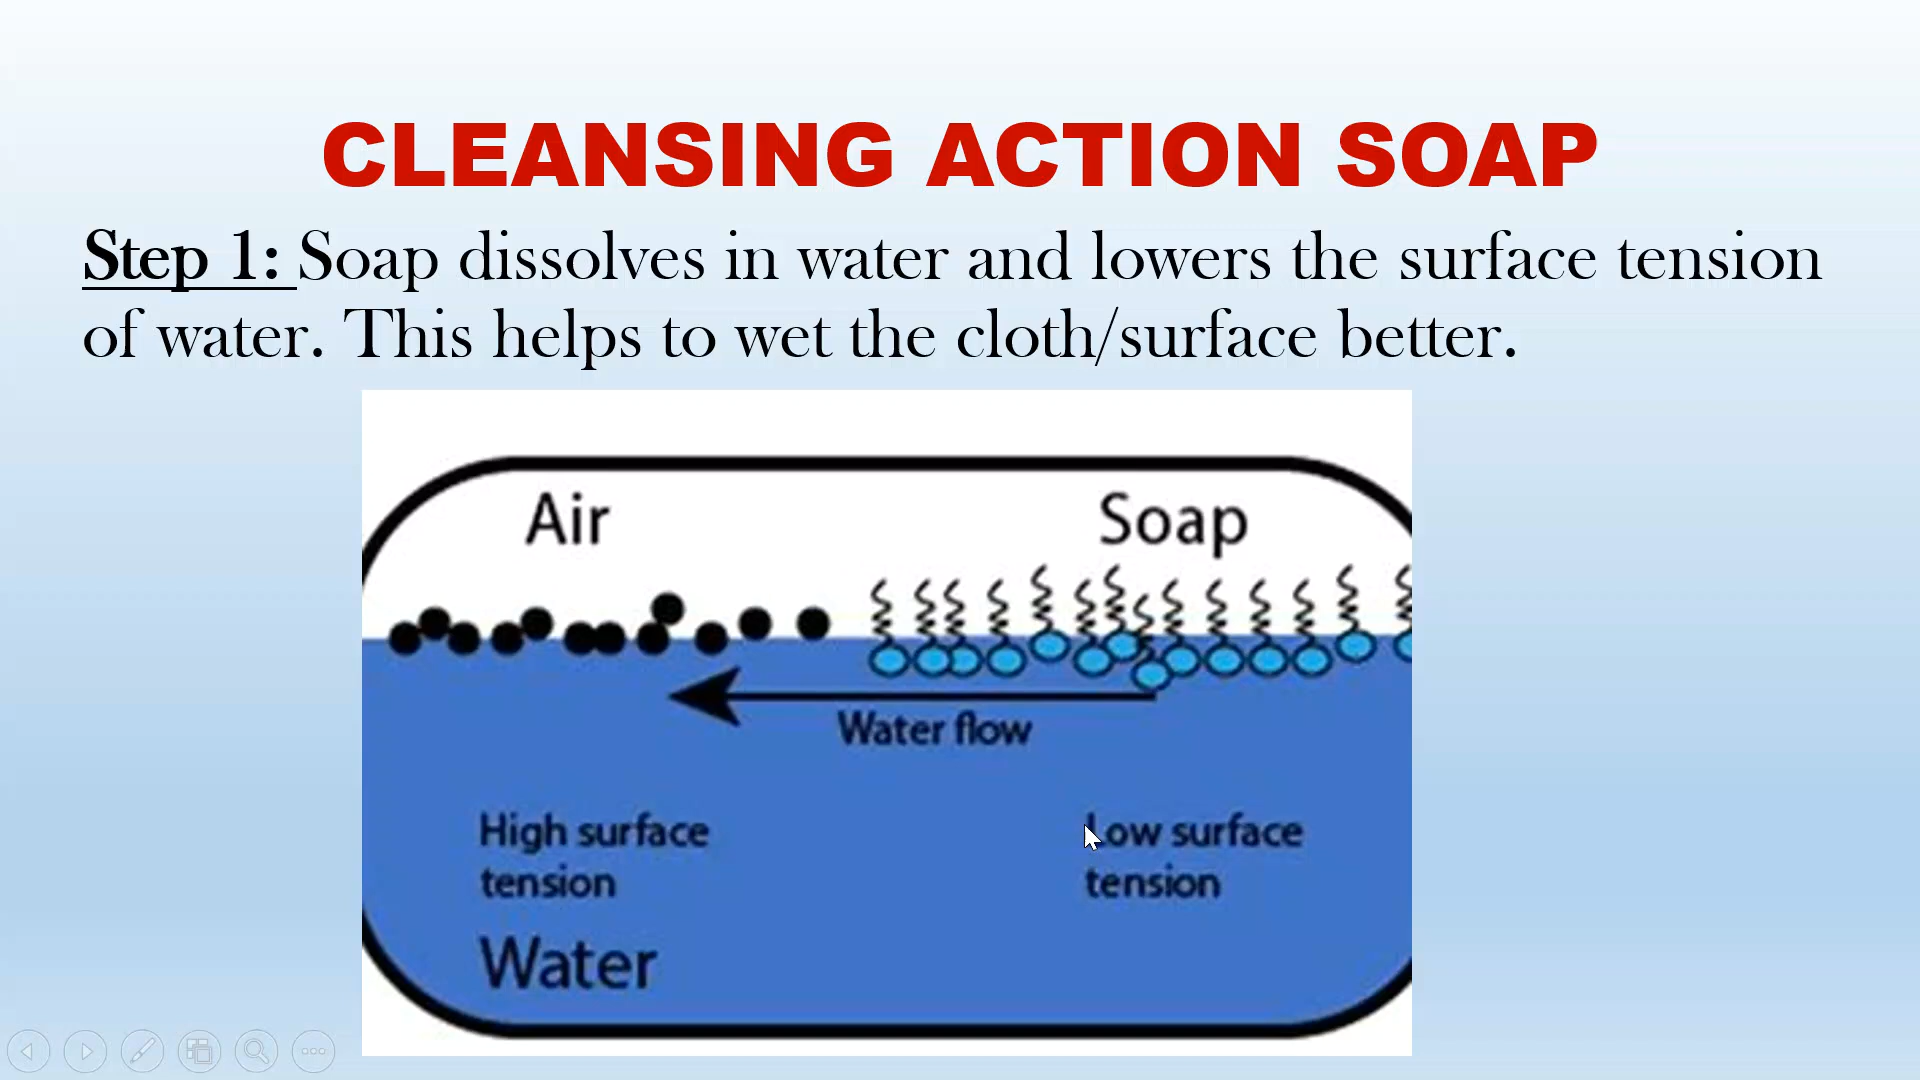 CLEANSING ACTION SOAP
Step 1: Soap dissolves in water and lowers the surface tension
of water. This helps to wet the cloth/surface better.
Air
Soap
Water flow
High surface
tension
Low surface
tension
Water